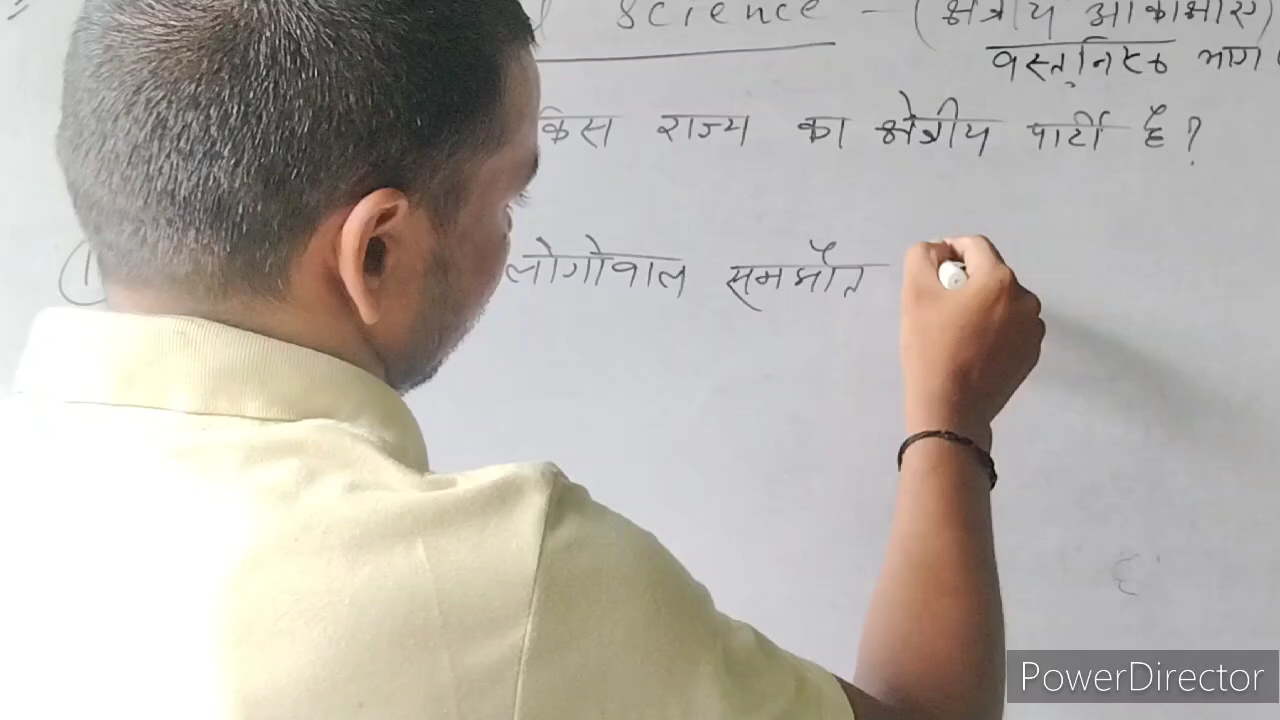 Science - (क्षेत्रीय आकांक्षाएं)
वस्तुनिष्ठ भाग
किस राज्य का क्षेत्रीय पार्टी है?
लोंगोवाल समझौत
PowerDirector